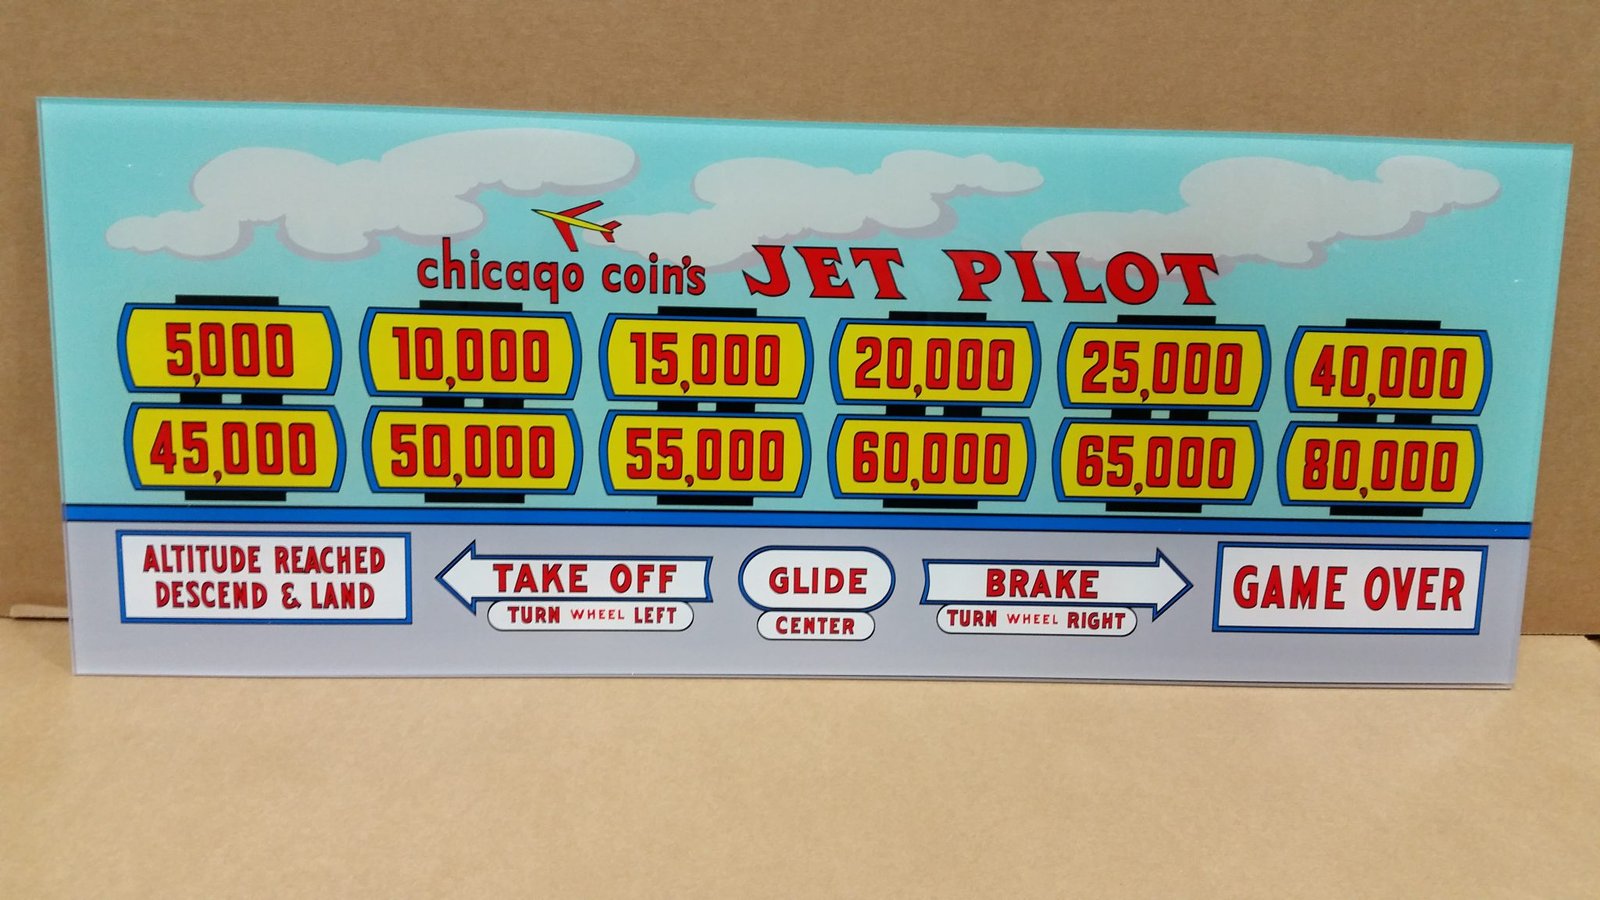 chicago coin's JET PILOT
5,000 10,000 15,000 20,000 25,000 40,000
45,000 50,000 55,000 60,000 65,000 80,000
ALTITUDE REACHED
DESCEND & LAND
TAKE OFF
TURN WHEEL LEFT
GLIDE
CENTER
BRAKE
TURN WHEEL RIGHT
GAME OVER